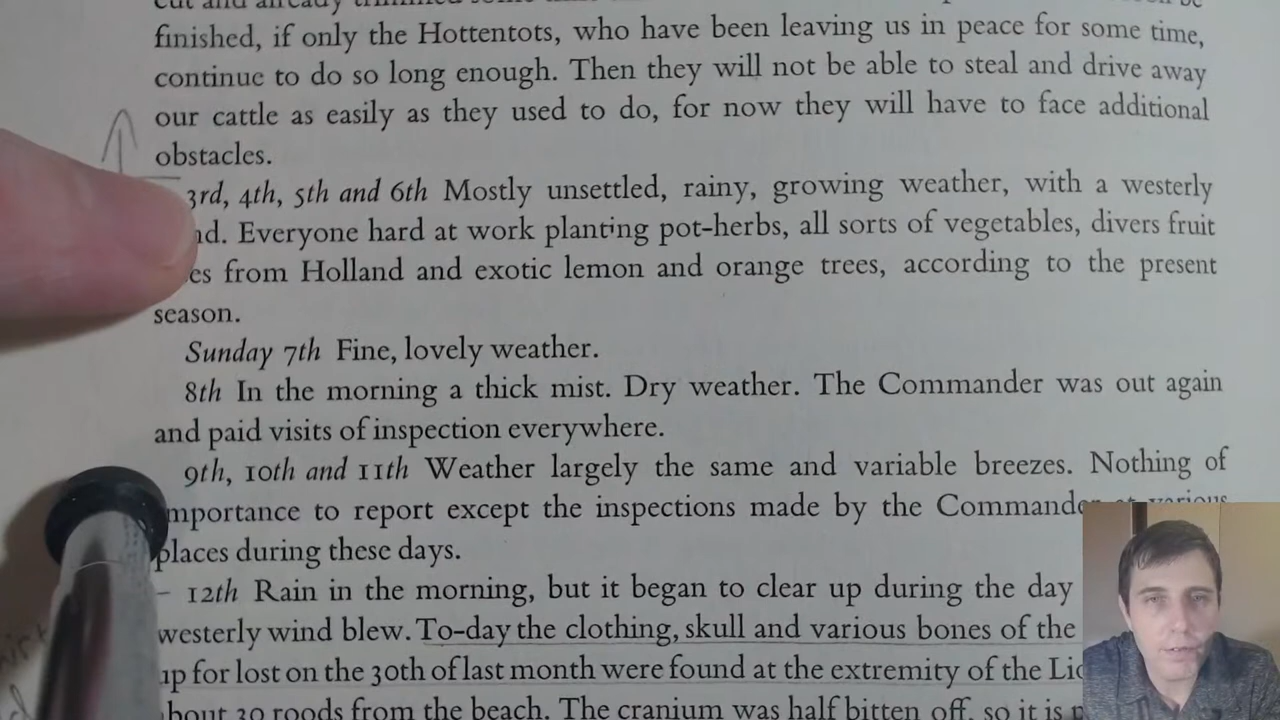 finished, if only the Hottentots, who have been leaving us in peace for some time,
continue to do so long enough. Then they will not be able to steal and drive away
our cattle as easily as they used to do, for now they will have to face additional
obstacles.
3rd, 4th, 5th and 6th Mostly unsettled, rainy, growing weather, with a westerly
Everyone hard at work planting pot-herbs, all sorts of vegetables, divers fruit
from Holland and exotic lemon and orange trees, according to the present
season.
Sunday 7th Fine, lovely weather.
8th In the morning a thick mist. Dry weather. The Commander was out again
and paid visits of inspection everywhere.
9th, 10th and 11th Weather largely the same and variable breezes. Nothing of
importance to report except the inspections made by the Commander at various
places during these days.
– 12th Rain in the morning, but it began to clear up during the day
westerly wind blew. To-day the clothing, skull and various bones of the
up for lost on the 30th of last month were found at the extremity of the
about 30 roods from the beach. The cranium was half bitten off, so it is